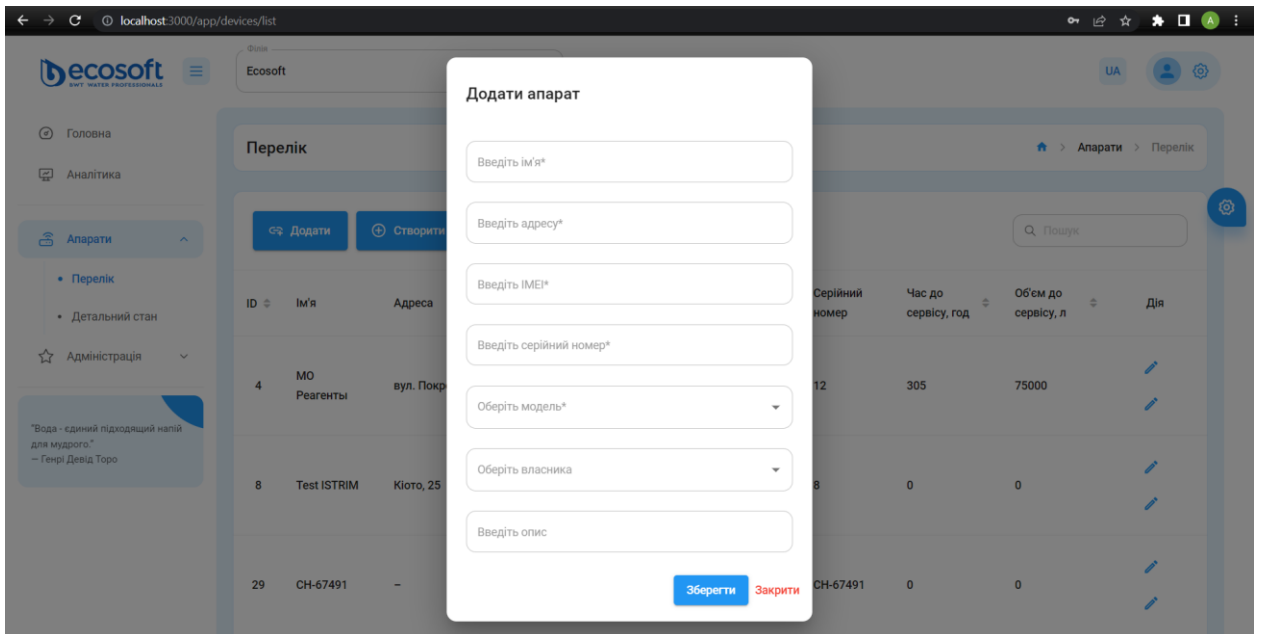 localhost:3000/app/devices/list
A
ecosoft
BWT WATER PROFESSIONALS
Філія
Ecosoft
UA
Головна
Аналітика
Апарати
Перелік
Детальний стан
Адміністрація
"Вода - єдиний підходящий напій
для мудрого."
— Генрі Девід Торо
Перелік
Апарати > Перелік
Додати
Створити
Пошук
ID
Ім'я
Адреса
Серійний
номер
Час до
сервісу, год
Об'єм до
сервісу, л
Дія
4
МО
Реагенты
вул. Покр
12
305
75000
8
Test ISTRIM
Кіото, 25
8
0
0
29
CH-67491
–
CH-67491
0
0
Додати апарат
Введіть ім'я*
Введіть адресу*
Введіть IMEI*
Введіть серійний номер*
Оберіть модель*
Оберіть власника
Введіть опис
Зберегти
Закрити